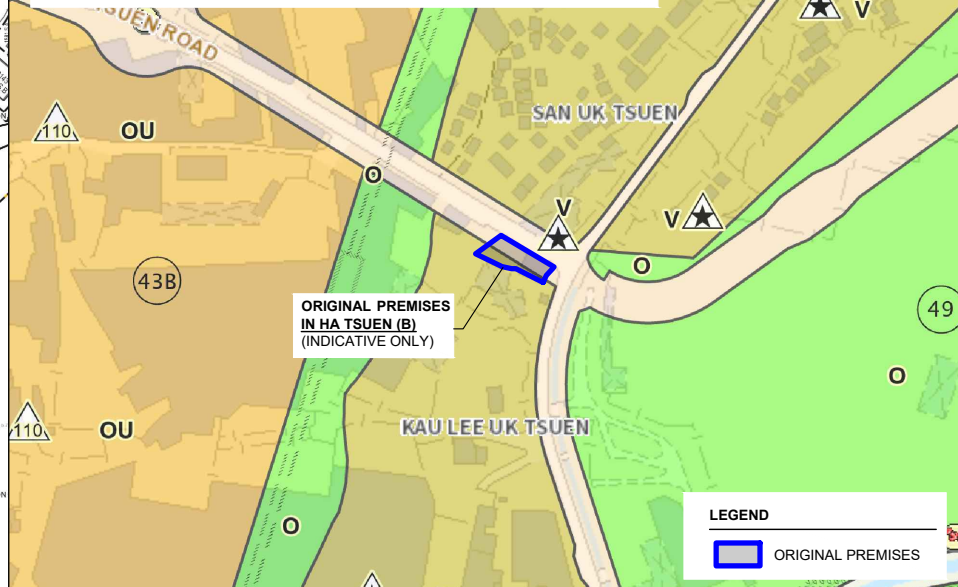 TSUEN ROAD
V
SAN UK TSUEN
110
OU
O
V
V
O
43B
ORIGINAL PREMISES
IN HA TSUEN (B)
(INDICATIVE ONLY)
49
O
110
OU
KAU LEE UK TSUEN
O
LEGEND
ORIGINAL PREMISES